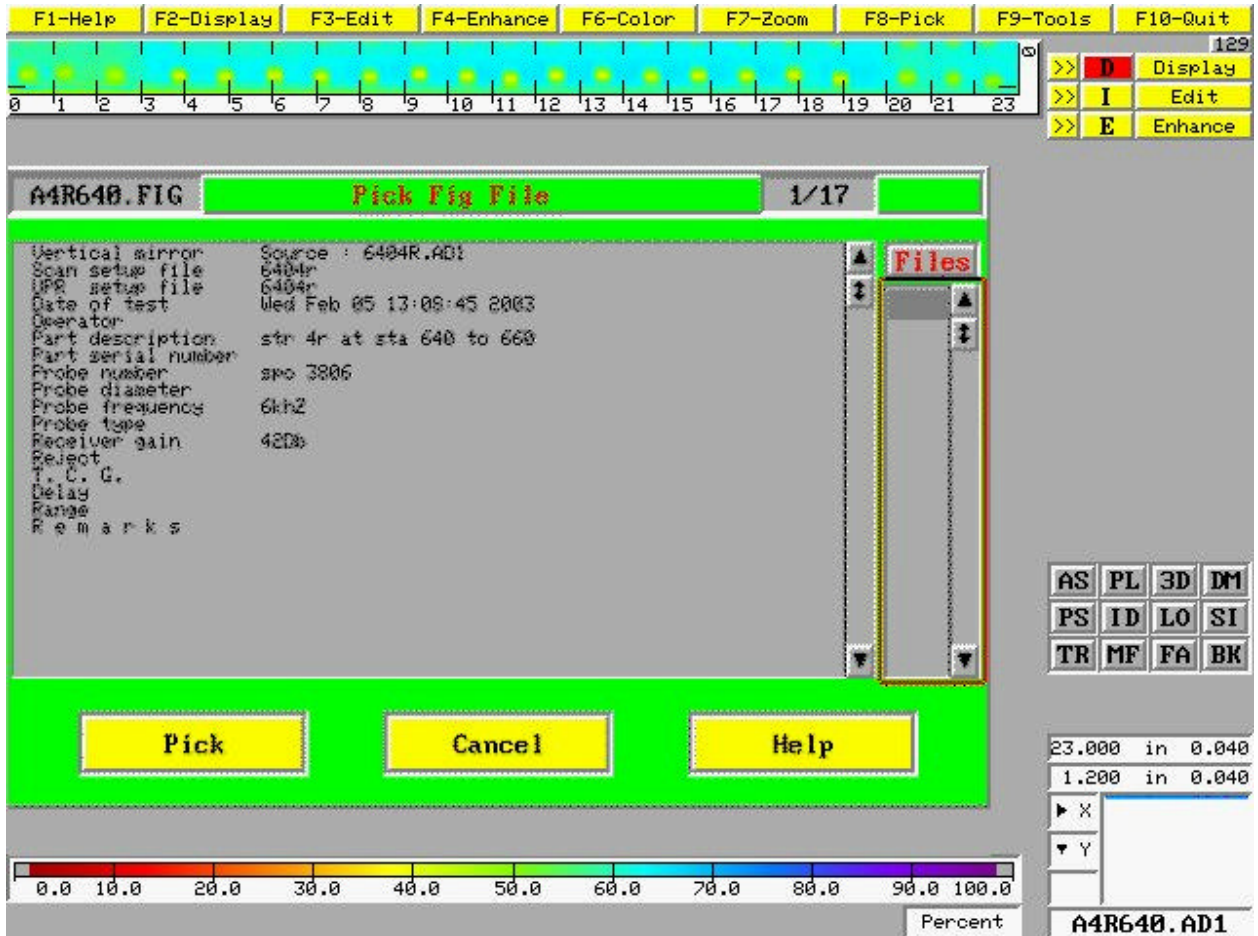 F1-Help F2-Display F3-Edit F4-Enhance F6-Color F7-Zoom F8-Pick F9-Tools F10-Quit
129
>> D Display
>> I Edit
>> E Enhance
0 1 2 3 4 5 6 7 8 9 10 11 12 13 14 15 16 17 18 19 20 21 23
A4R640.FIG Pick Fig File 1/17
Files
Vertical mirror Source : 6404R.AD1
Scan setup file 6404r
UPR setup file 6404r
Date of test Wed Feb 05 13:08:45 2003
Operator
Part description str 4r at sta 640 to 660
Part serial number
Probe number spo 3806
Probe diameter
Probe frequency 6khZ
Probe type
Receiver gain 42Db
Reject
T. C. G.
Delay
Range
R e m a r k s
AS PL 3D DM
PS ID LO SI
TR MF FA BK
Pick Cancel Help
23.000 in 0.040
1.200 in 0.040
X
Y
0.0 10.0 20.0 30.0 40.0 50.0 60.0 70.0 80.0 90.0 100.0
Percent
A4R640.AD1